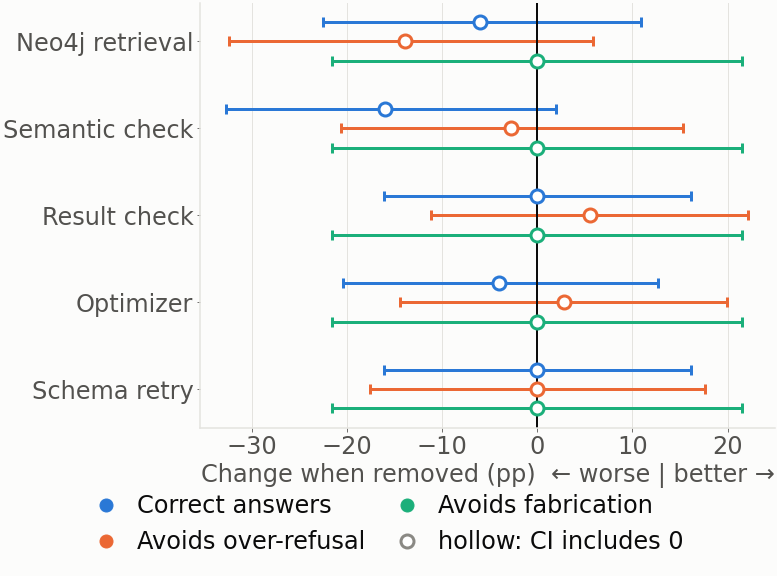 Neo4j retrieval
Semantic check
Result check
Optimizer
Schema retry
−30 −20 −10 0 10 20
Change when removed (pp) ← worse | better →
Correct answers
Avoids over-refusal
Avoids fabrication
hollow: CI includes 0